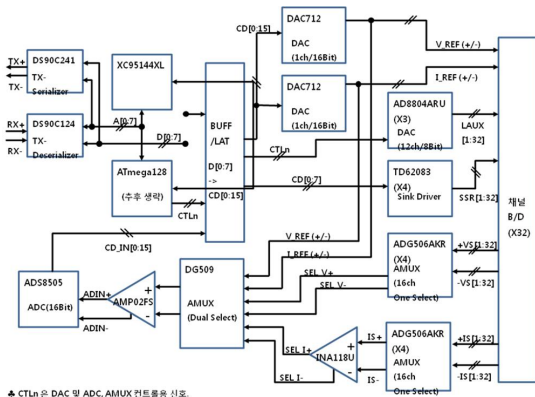 TX+
TX-
DS90C241
TX-
Serializer
XC95144XL
CD[0:15]
DAC712
DAC
(1ch/16Bit)
V_REF (+/-)
I_REF (+/-)
RX+
RX-
DS90C124
TX-
Deserializer
A[0:7]
D[0:7]
BUFF
/LAT
D[0:7]
->
CD[0:15]
DAC712
DAC
(1ch/16Bit)
AD8804ARU
(X3)
DAC
(12ch/8Bit)
LAUX
[1:32]
CTLn
ATmega128
(추후 생략)
CTLn
CD[0:7]
TD62083
(X4)
Sink Driver
SSR[1:32]
채널
B/D
(X32)
CD_IN[0:15]
V_REF (+/-)
I_REF (+/-)
ADS8505
ADC(16Bit)
ADIN+
ADIN-
+
-
AMP02FS
DG509
AMUX
(Dual Select)
SEL V+
SEL V-
ADG506AKR
(X4)
AMUX
(16ch
One Select)
+VS[1:32]
-VS[1:32]
SEL I+
SEL I-
+
-
INA118U
IS+
IS-
ADG506AKR
(X4)
AMUX
(16ch
One Select)
+IS[1:32]
-IS[1:32]
♣ CTLn 은 DAC 및 ADC, AMUX 컨트롤용 신호.